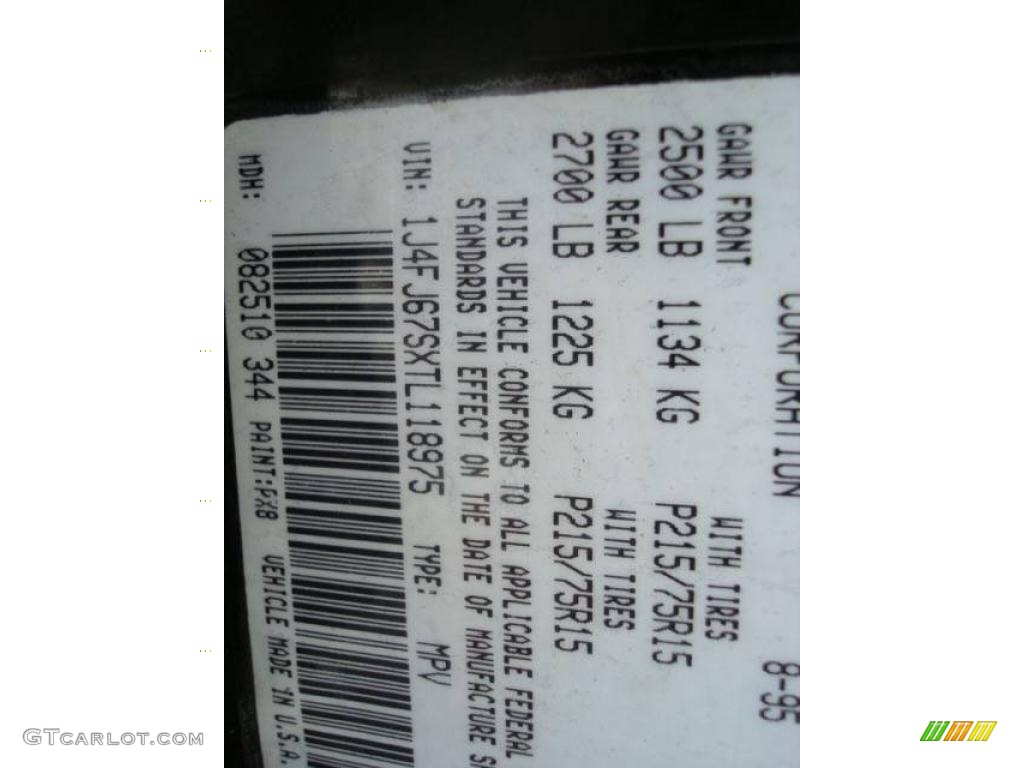 CORPORATION 8-95
GAWR FRONT WITH TIRES
2500 LB 1134 KG P215/75R15
GAWR REAR WITH TIRES
2700 LB 1225 KG P215/75R15
THIS VEHICLE CONFORMS TO ALL APPLICABLE FEDERAL
STANDARDS IN EFFECT ON THE DATE OF MANUFACTURE
VIN: 1J4FJ67SXTL118975 TYPE: MPV
MDH: 082510 344 PAINT:PX8 VEHICLE MADE IN U.S.A.
GTCARLOT.COM